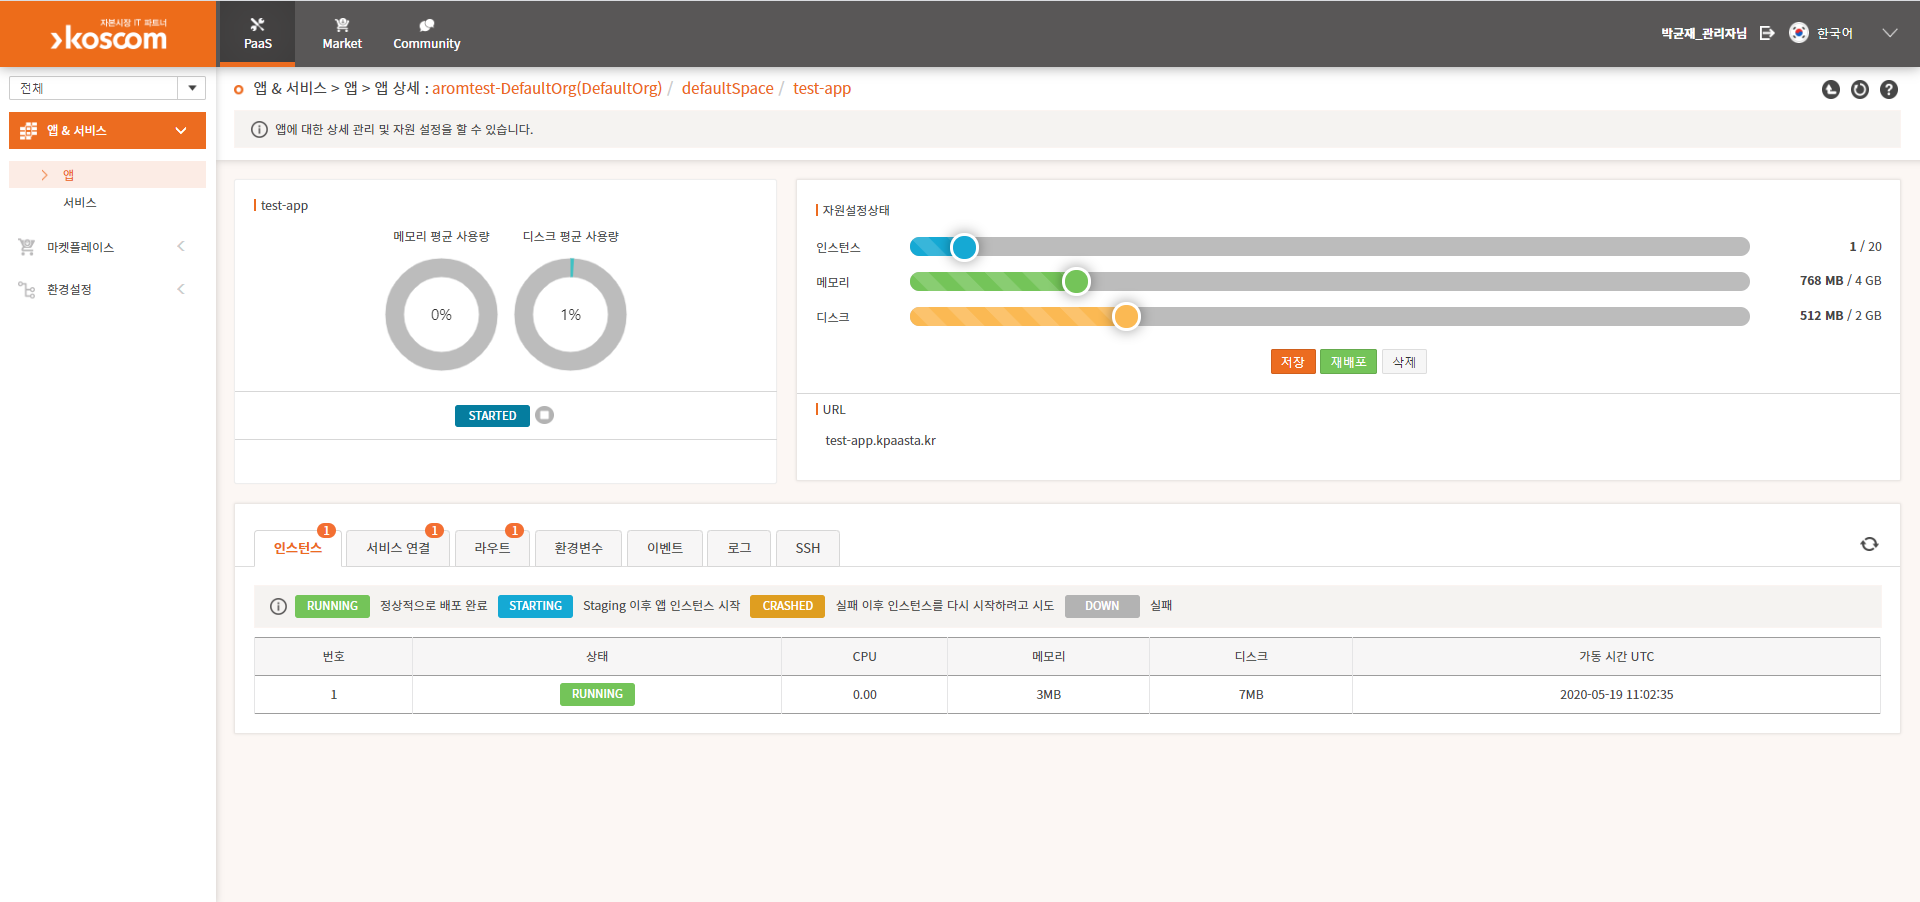 자본시장 IT 파트너
koscom
PaaS
Market
Community
박군재_관리자님
한국어
전체
앱 & 서비스
앱
서비스
마켓플레이스
환경설정
앱 & 서비스 > 앱 > 앱 상세 : aromtest-DefaultOrg(DefaultOrg) / defaultSpace / test-app
앱에 대한 상세 관리 및 자원 설정을 할 수 있습니다.
test-app
메모리 평균 사용량 디스크 평균 사용량
0% 1%
STARTED
자원설정상태
인스턴스 1 / 20
메모리 768 MB / 4 GB
디스크 512 MB / 2 GB
저장 재배포 삭제
URL
test-app.kpaasta.kr
1 1 1
인스턴스 서비스 연결 라우트 환경변수 이벤트 로그 SSH
RUNNING 정상적으로 배포 완료 STARTING Staging 이후 앱 인스턴스 시작 CRASHED 실패 이후 인스턴스를 다시 시작하려고 시도 DOWN 실패
번호 상태 CPU 메모리 디스크 가동 시간 UTC
1 RUNNING 0.00 3MB 7MB 2020-05-19 11:02:35